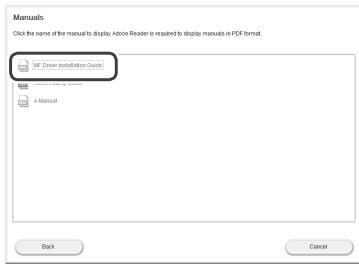 Manuals
Click the name of the manual to display. Adobe Reader is required to display manuals in PDF format.
MF Driver Installation Guide
e-Manual
Back
Cancel